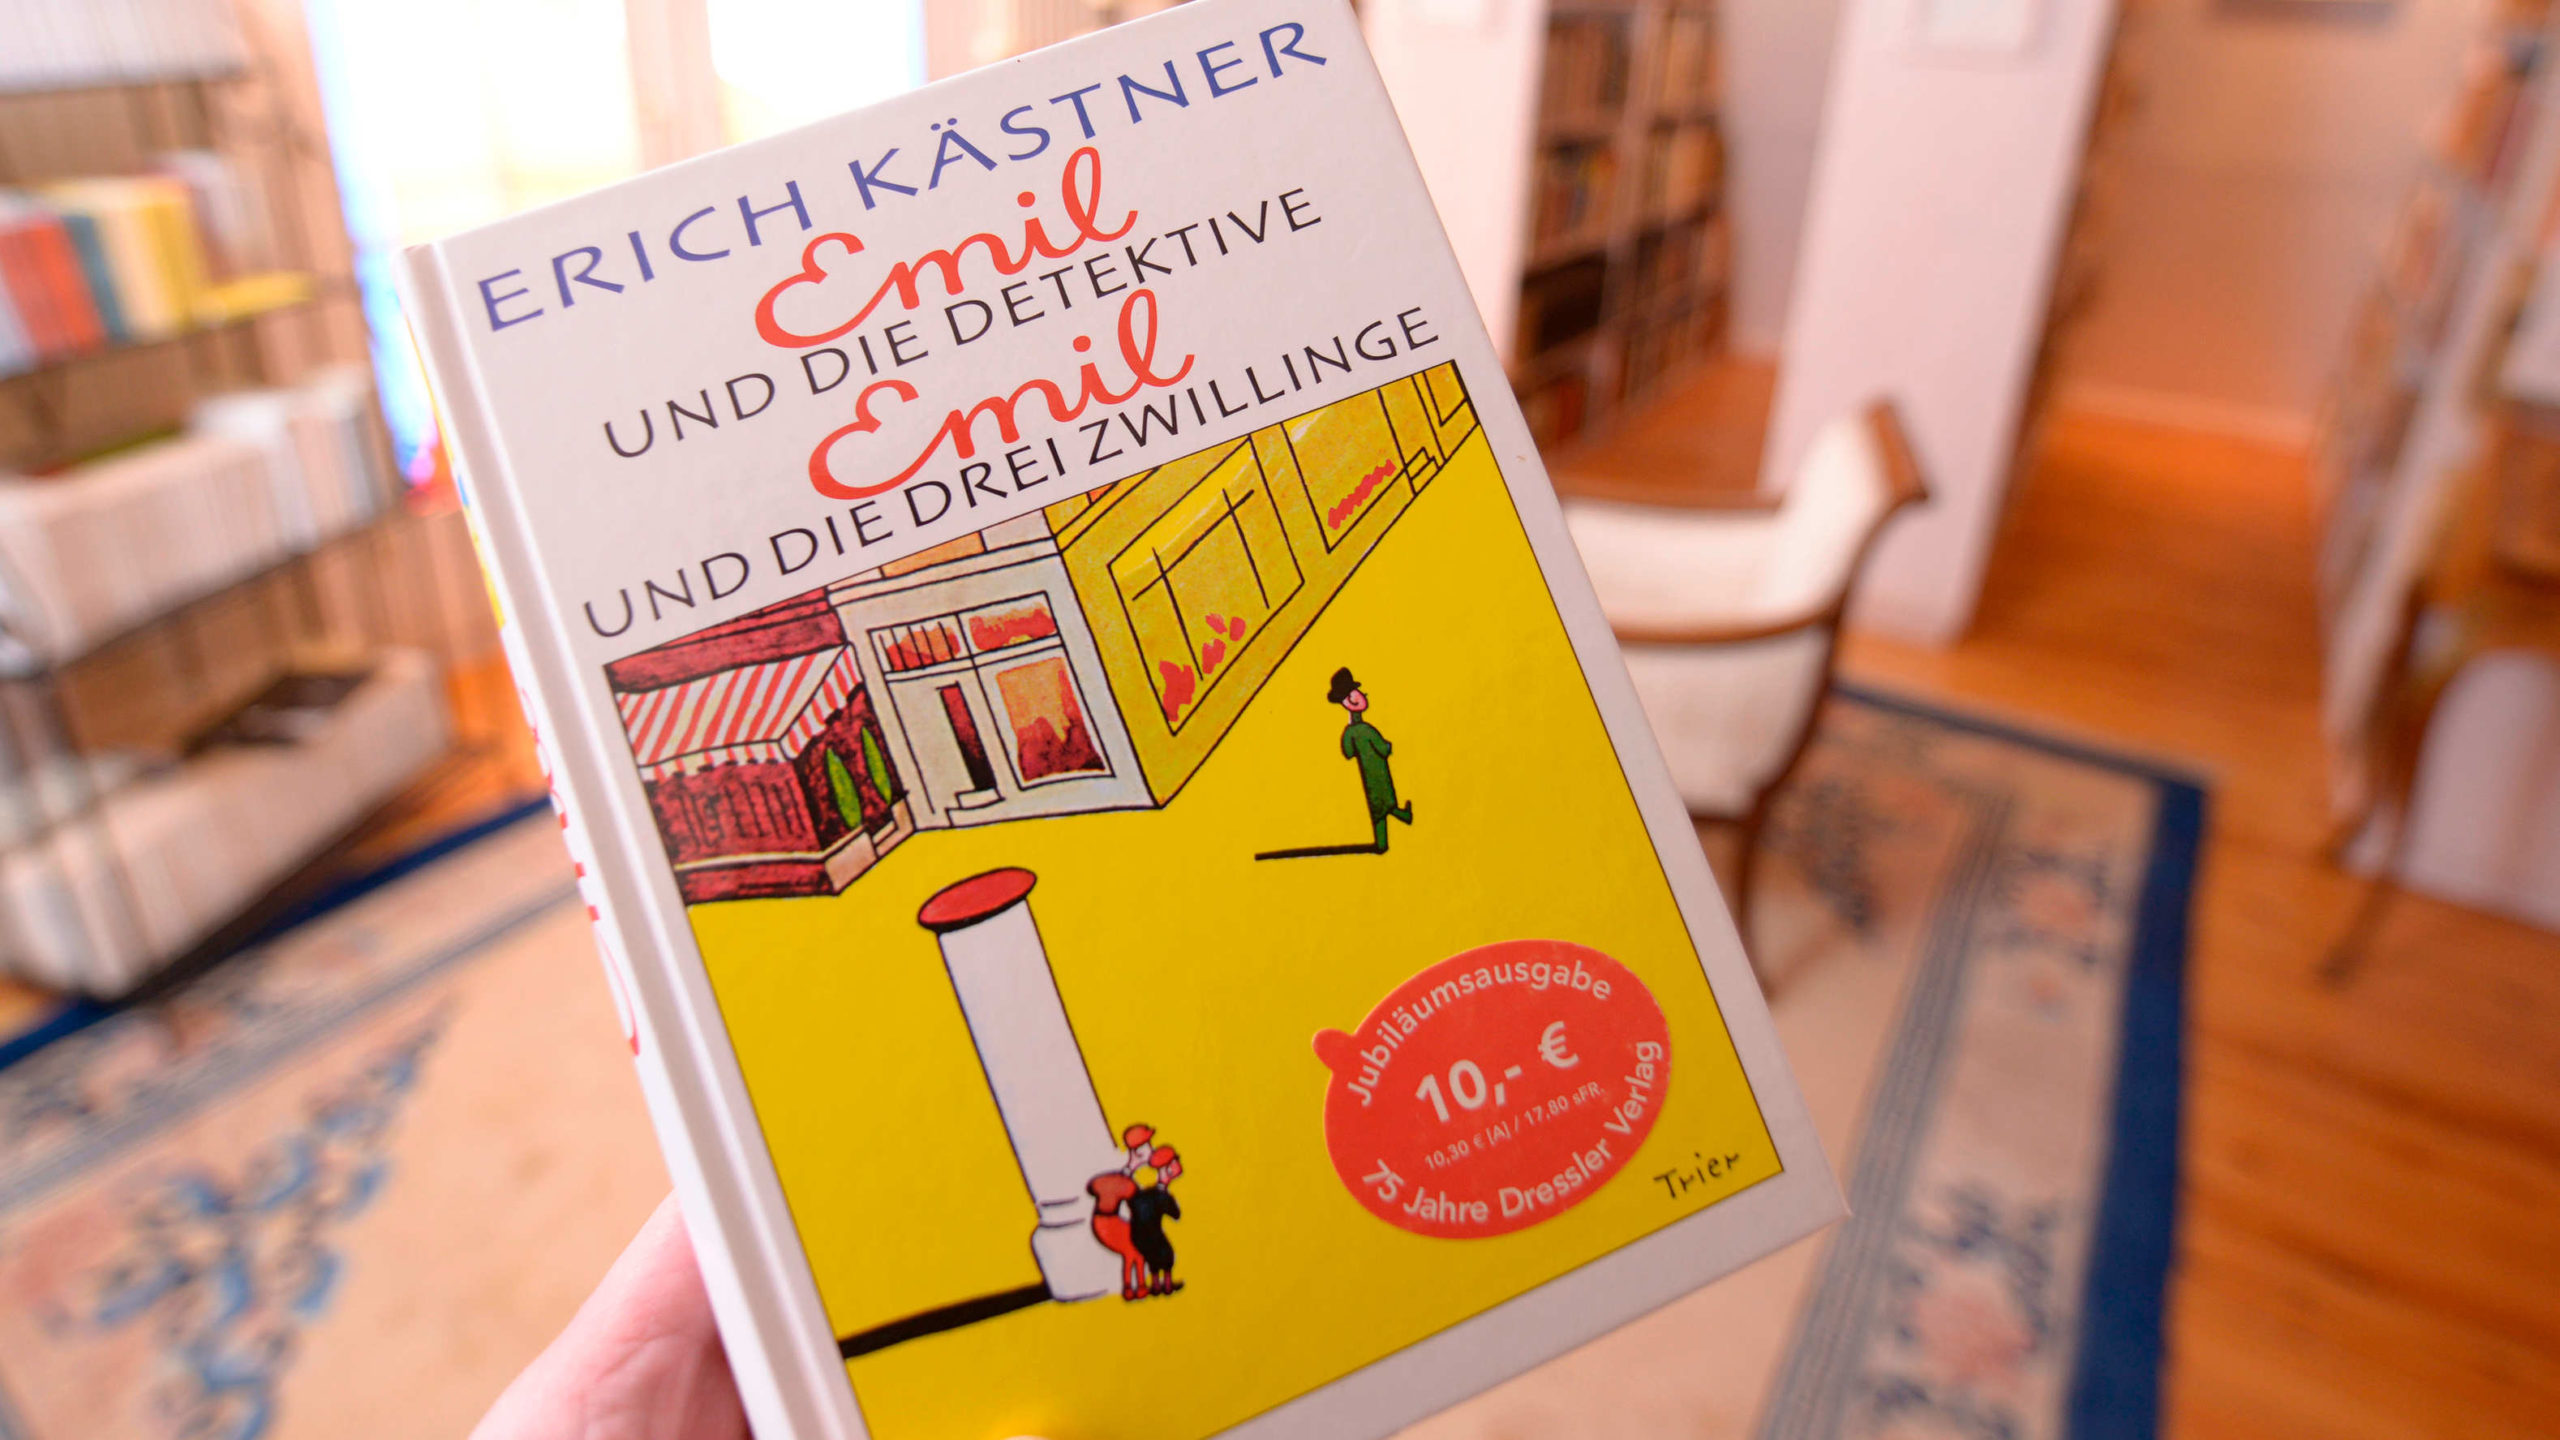 ERICH KÄSTNER
Emil
UND DIE DETEKTIVE
Emil
UND DIE DREI ZWILLINGE
Jubiläumsausgabe
10,- €
10,30 € [A] / 17,80 sFR.
75 Jahre Dressler Verlag
Trier